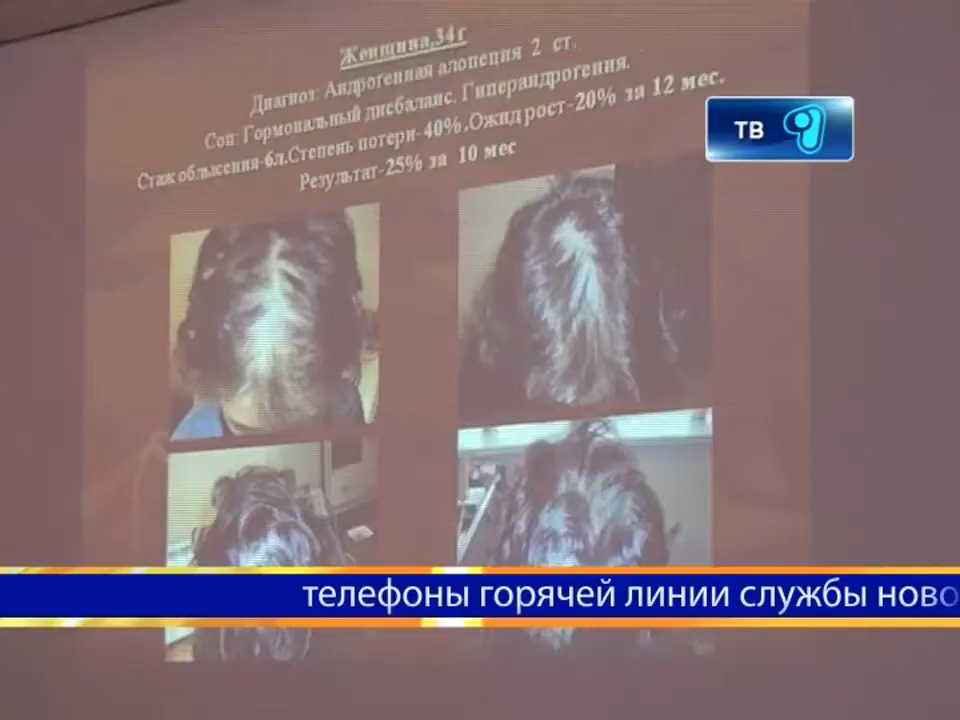 Женщина,34г
Диагноз: Андрогенная алопеция 2 ст.
Соп: Гормональный дисбаланс. Гиперандрогения.
Стаж облысения-6л.Степень потери-40%.Ожид рост-20% за 12 мес.
Результат-25% за 10 мес
ТВ
телефоны горячей линии службы ново